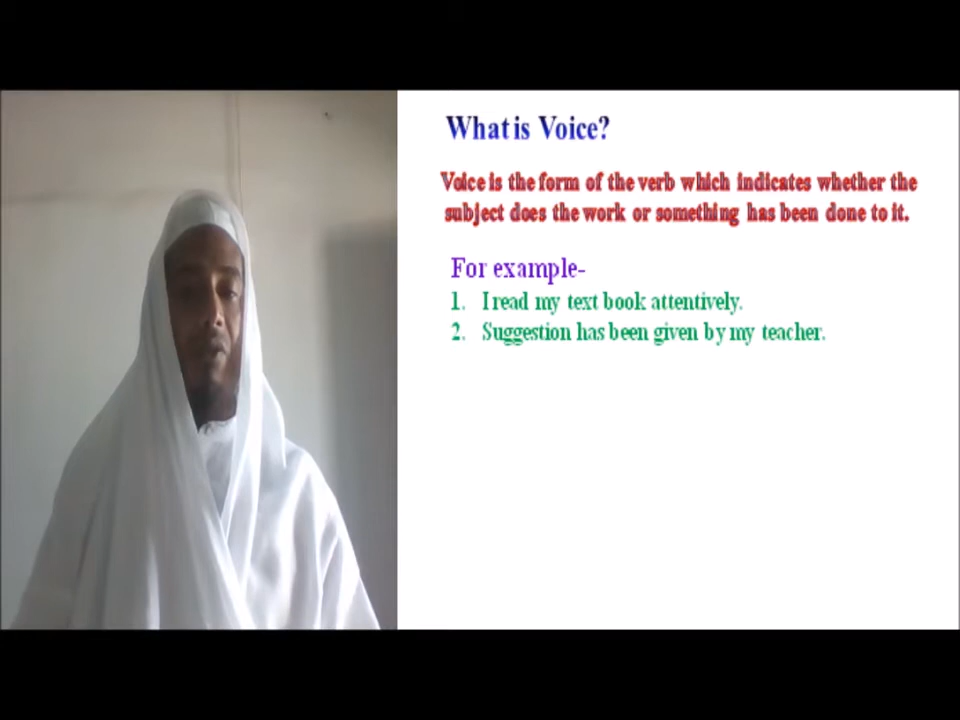 What is Voice?
Voice is the form of the verb which indicates whether the
subject does the work or something has been done to it.
For example-
1. I read my text book attentively.
2. Suggestion has been given by my teacher.